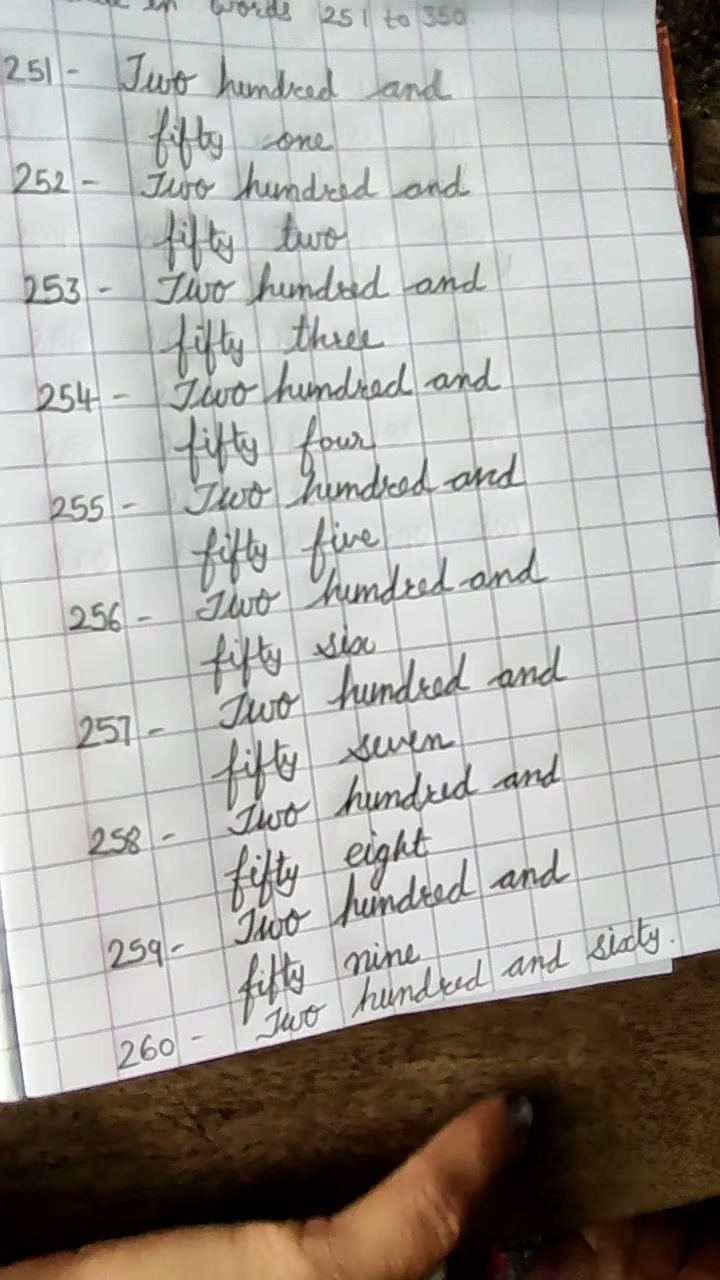 in words 251 to 350
251 - Two hundred and
fifty one
252 - Two hundred and
fifty two
253 - Two hundred and
fifty three
254 - Two hundred and
fifty four
255 - Two hundred and
fifty five
256 - Two hundred and
fifty six
257 - Two hundred and
fifty seven
258 - Two hundred and
fifty eight
259 - Two hundred and
fifty nine
260 - Two hundred and sixty.